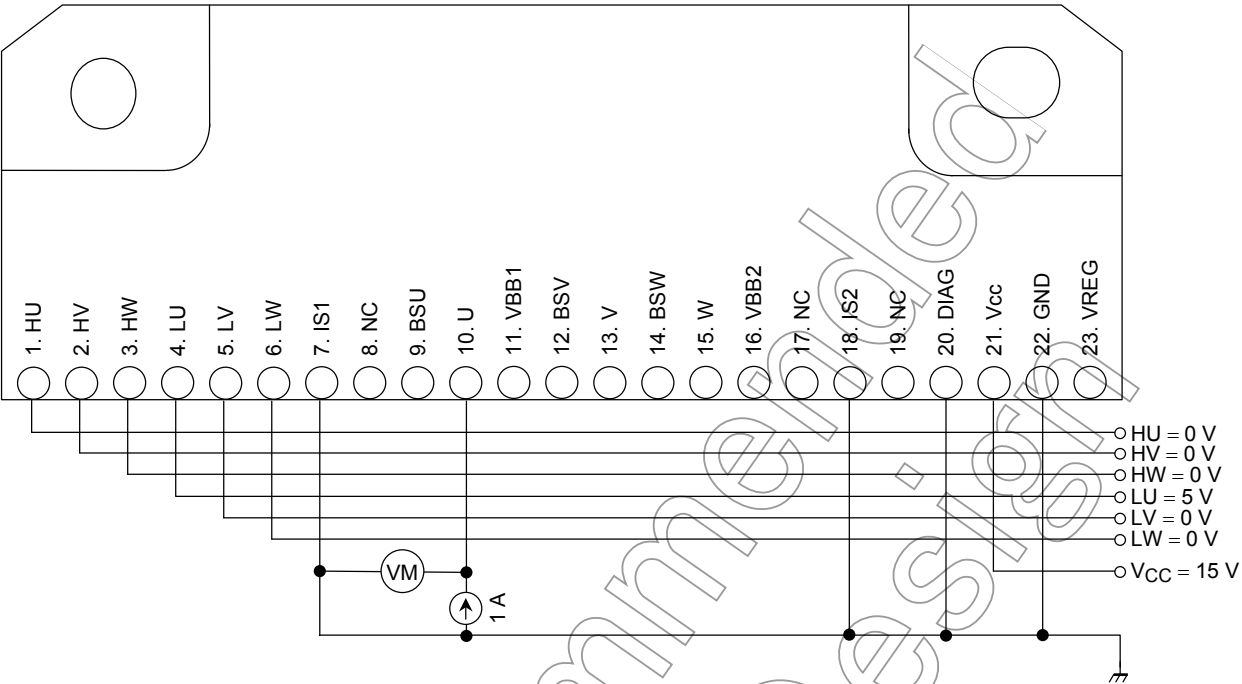 1. HU
2. HV
3. HW
4. LU
5. LV
6. LW
7. IS1
8. NC
9. BSU
10. U
11. VBB1
12. BSV
13. V
14. BSW
15. W
16. VBB2
17. NC
18. IS2
19. NC
20. DIAG
21. Vcc
22. GND
23. VREG
HU = 0 V
HV = 0 V
HW = 0 V
LU = 5 V
LV = 0 V
LW = 0 V
VCC = 15 V
VM
1 A
mmended
esign